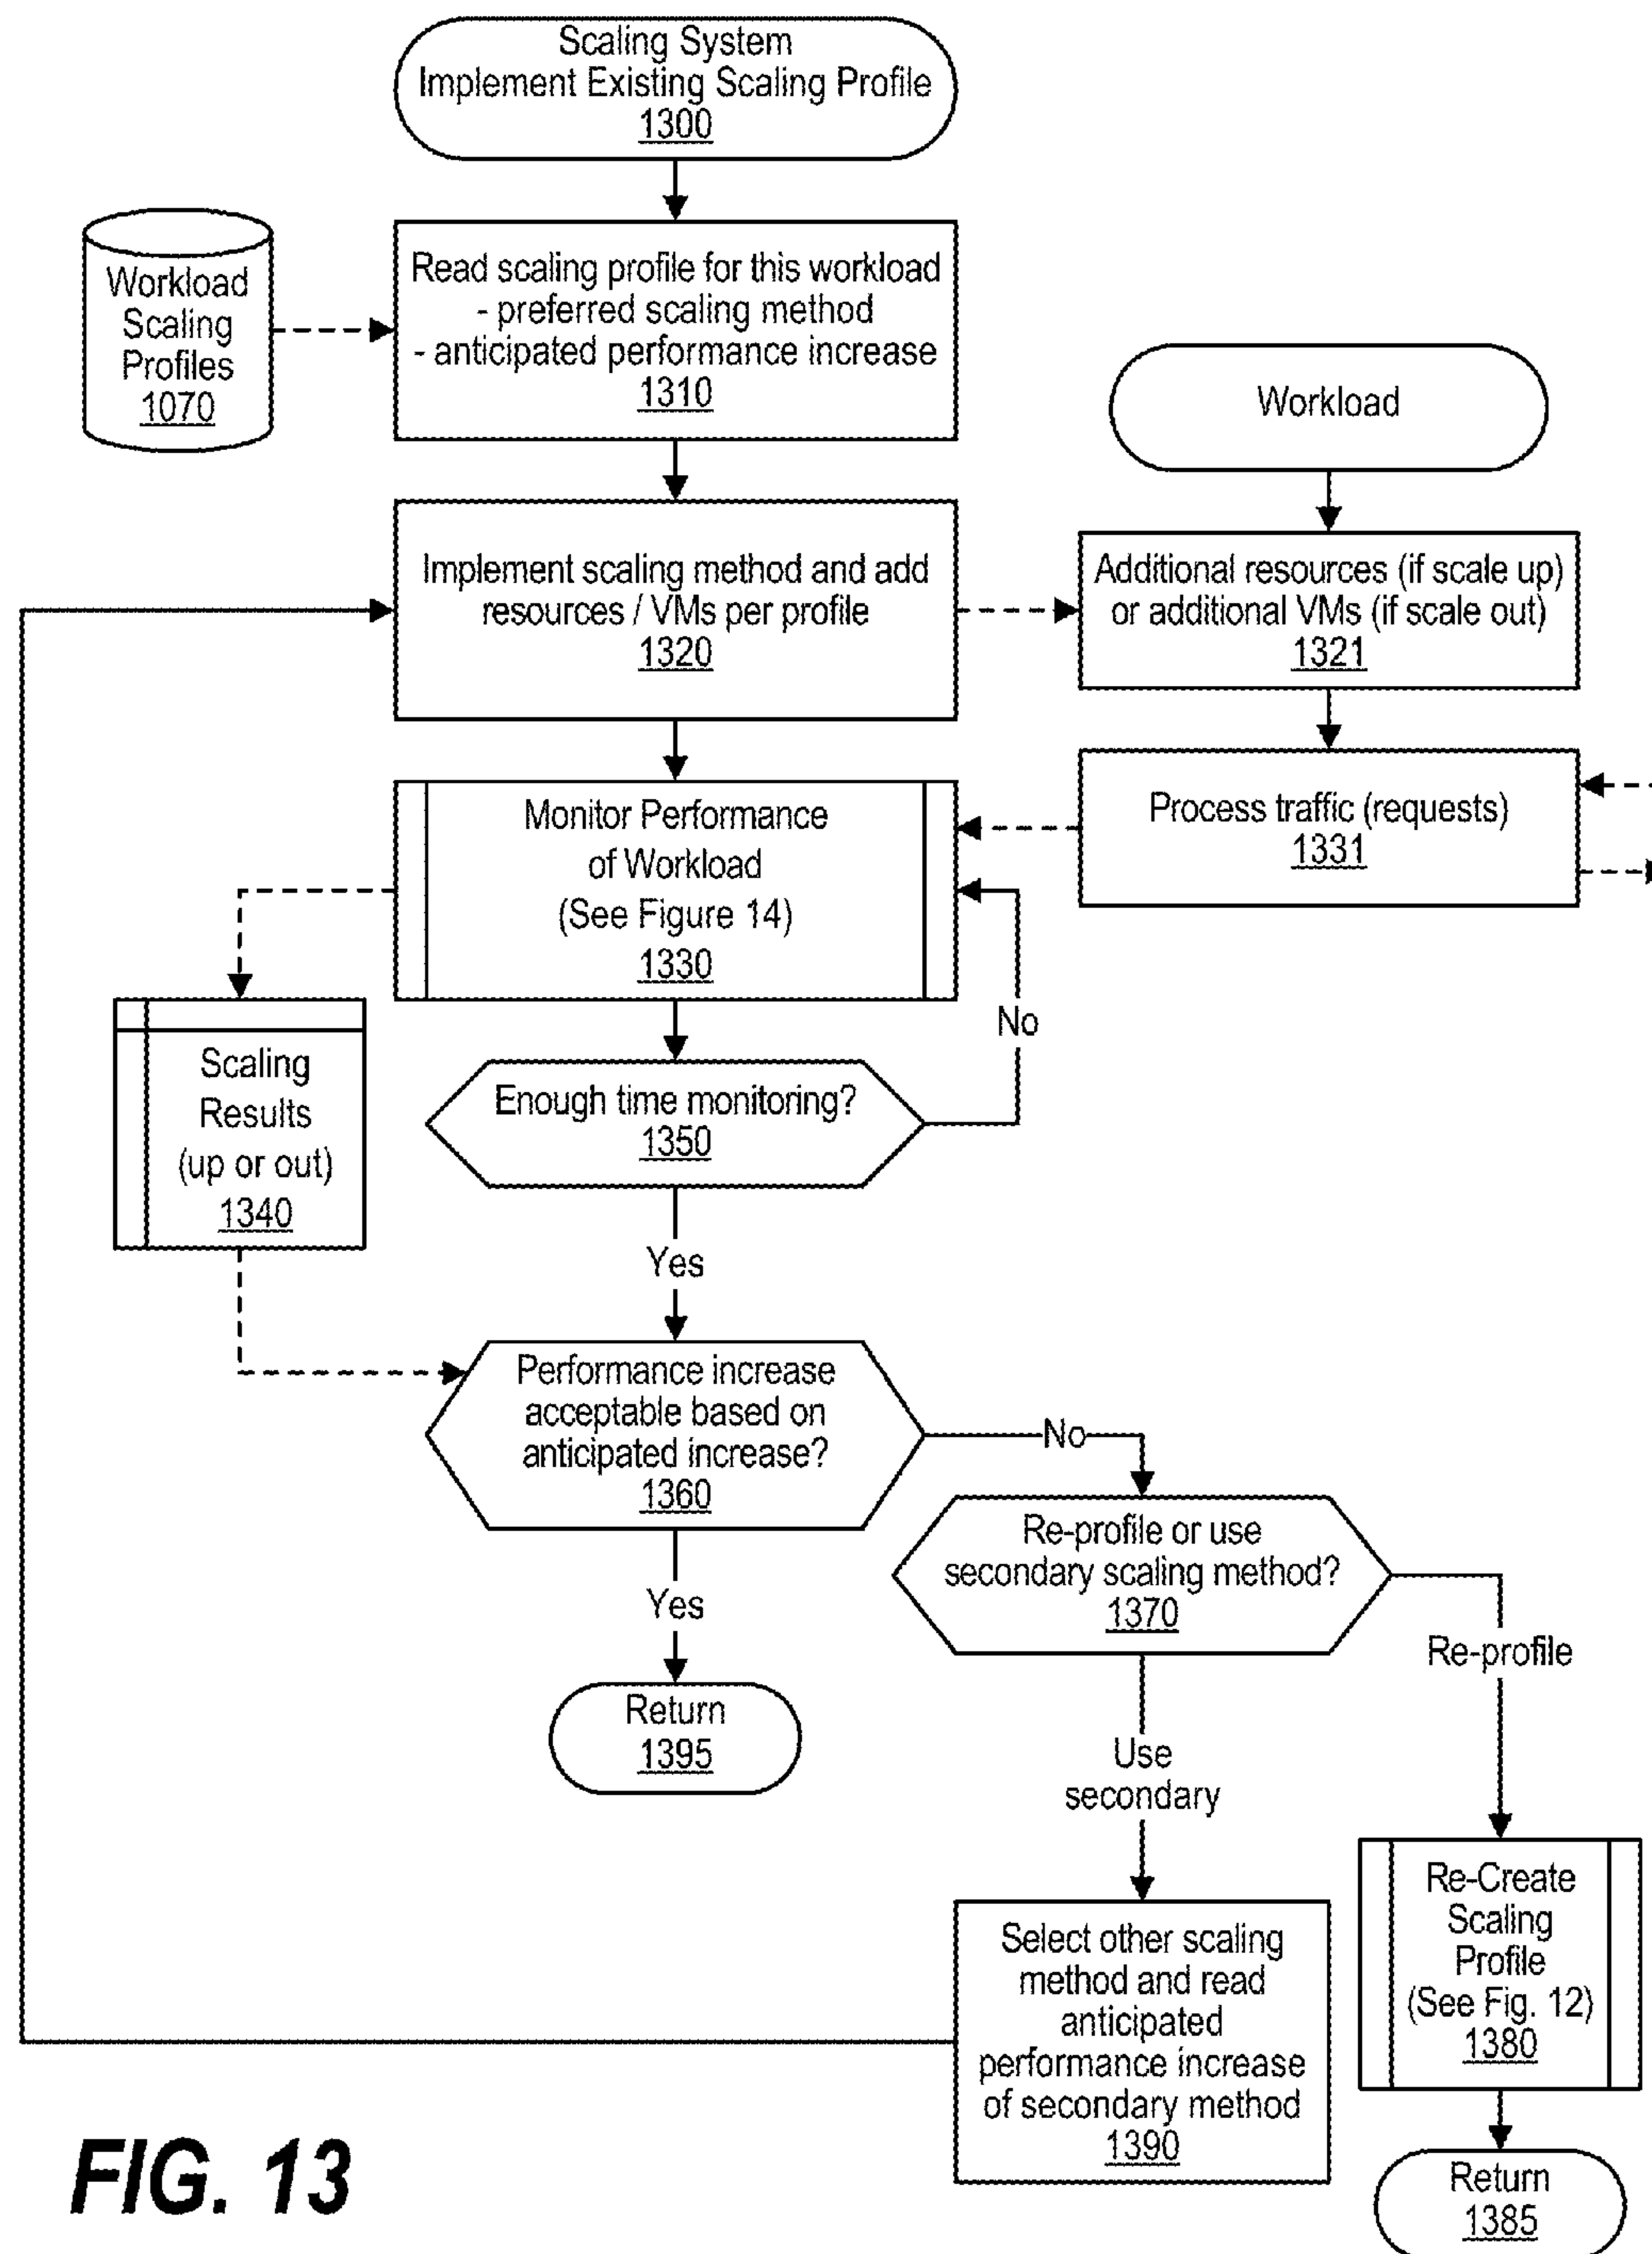 Scaling System
Implement Existing Scaling Profile
1300
Workload
Scaling
Profiles
1070
Read scaling profile for this workload
- preferred scaling method
- anticipated performance increase
1310
Workload
Implement scaling method and add
resources / VMs per profile
1320
Additional resources (if scale up)
or additional VMs (if scale out)
1321
Monitor Performance
of Workload
(See Figure 14)
1330
Process traffic (requests)
1331
No
Scaling
Results
(up or out)
1340
Enough time monitoring?
1350
Yes
Performance increase
acceptable based on
anticipated increase?
1360
No
Re-profile or use
secondary scaling method?
1370
Yes
Re-profile
Return
1395
Use
secondary
Select other scaling
method and read
anticipated
performance increase
of secondary method
1390
Re-Create
Scaling
Profile
(See Fig. 12)
1380
Return
1385
FIG. 13